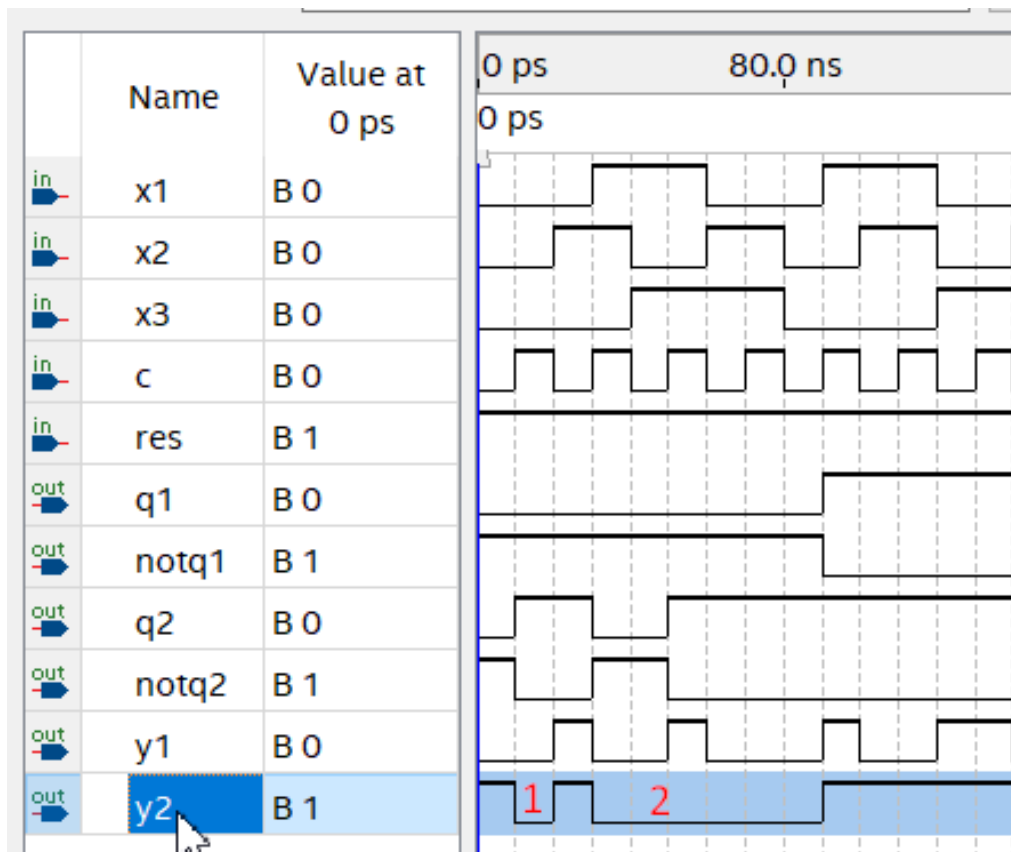 Name
Value at
0 ps
0 ps
80.0 ns
0 ps
in
x1
B 0
in
x2
B 0
in
x3
B 0
in
c
B 0
in
res
B 1
out
q1
B 0
out
notq1
B 1
out
q2
B 0
out
notq2
B 1
out
y1
B 0
out
y2
B 1
1
2